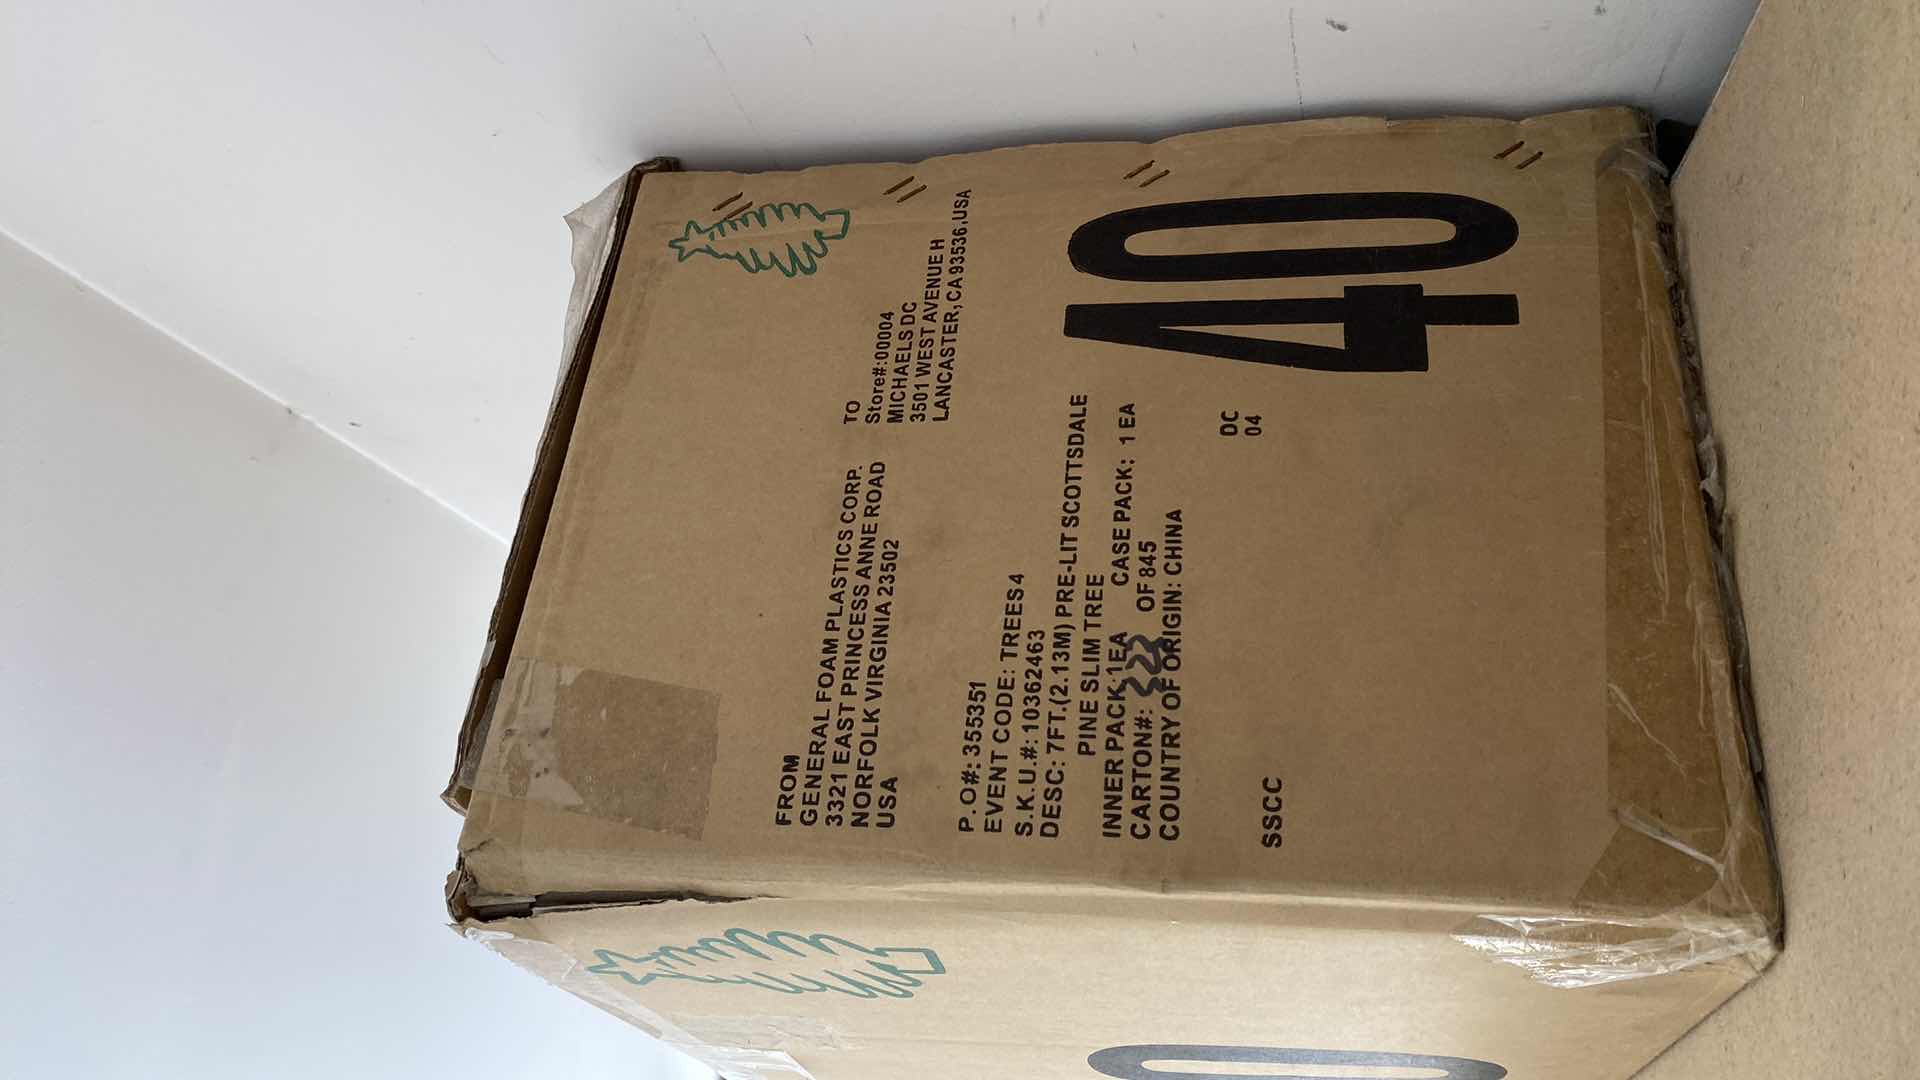 FROM
GENERAL FOAM PLASTICS CORP.
3321 EAST PRINCESS ANNE ROAD
NORFOLK VIRGINIA 23502
USA
TO
Store#:00004
MICHAELS DC
3501 WEST AVENUE H
LANCASTER, CA 93536,USA
P.O#: 355351
EVENT CODE: TREES4
S.K.U.#: 10362463
DESC: 7FT.(2.13M) PRE-LIT SCOTTSDALE
PINE SLIM TREE
INNER PACK:1EA CASE PACK: 1 EA
CARTON#: 323 OF 845
COUNTRY OF ORIGIN: CHINA
DC
04
40
SSCC
0